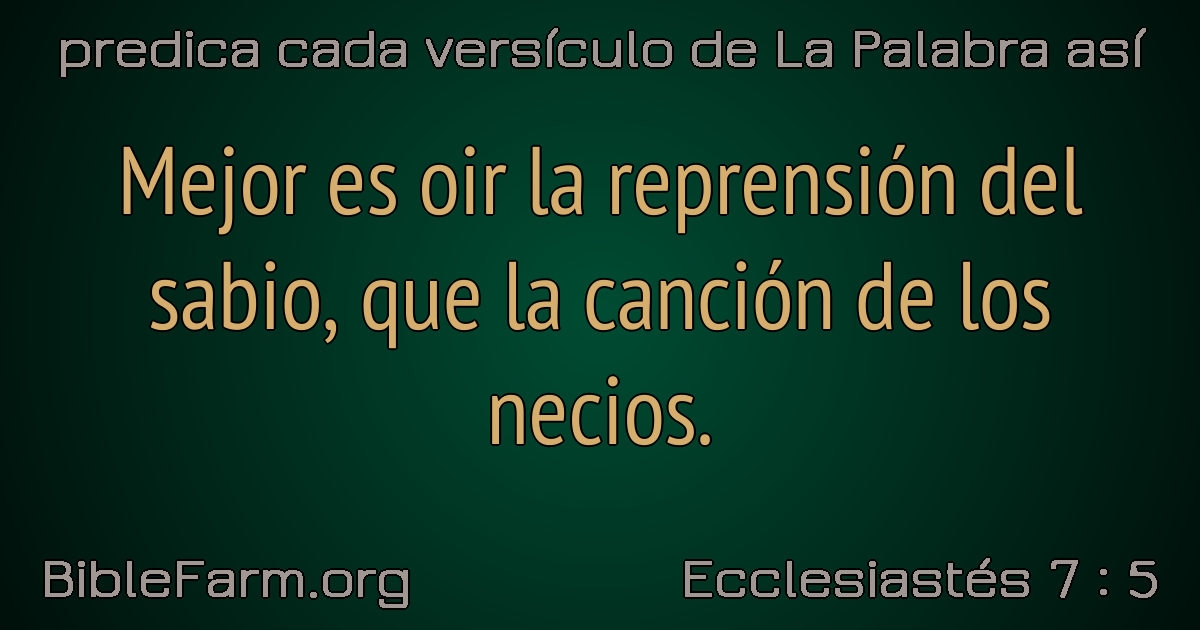 predica cada versículo de La Palabra así
Mejor es oir la reprensión del
sabio, que la canción de los
necios.
BibleFarm.org
Ecclesiastés 7 : 5